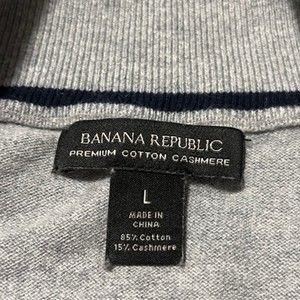 BANANA REPUBLIC
PREMIUM COTTON CASHMERE
L
MADE IN
CHINA
85% Cotton
15% Cashmere